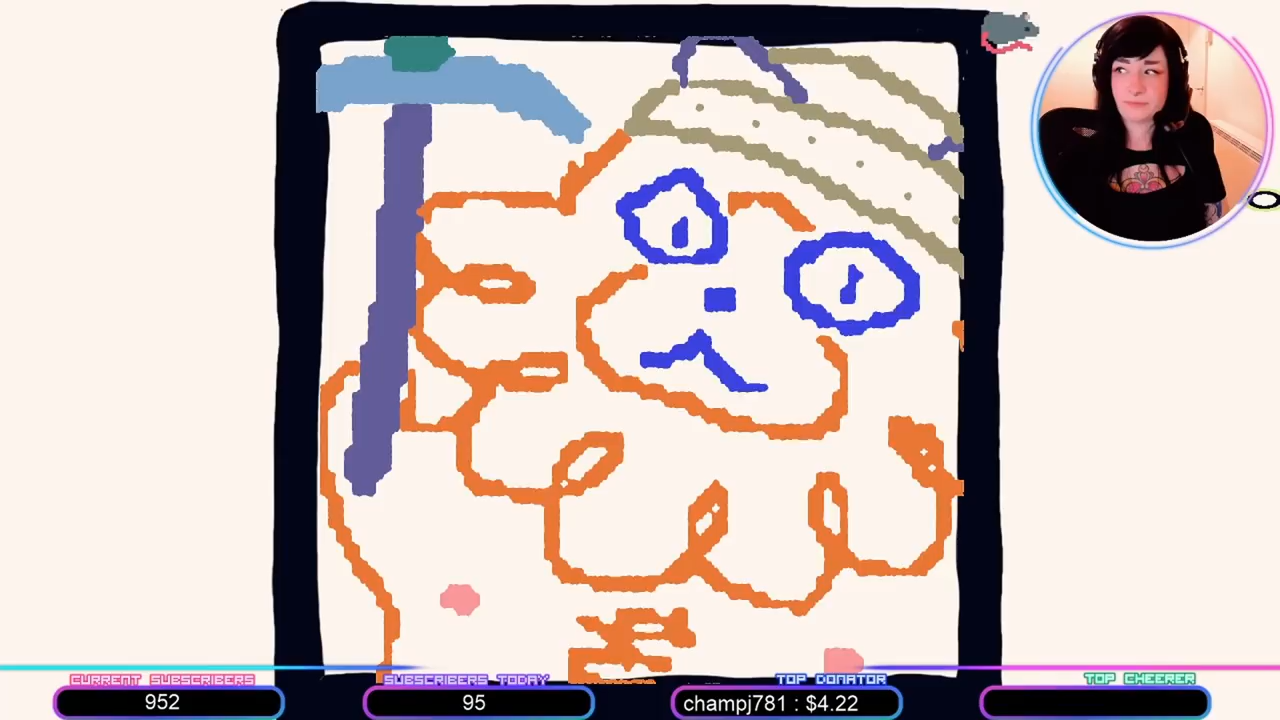 CURRENT SUBSCRIBERS
952
SUBSCRIBERS TODAY
95
TOP DONATOR
champj781 : $4.22
TOP CHEERER